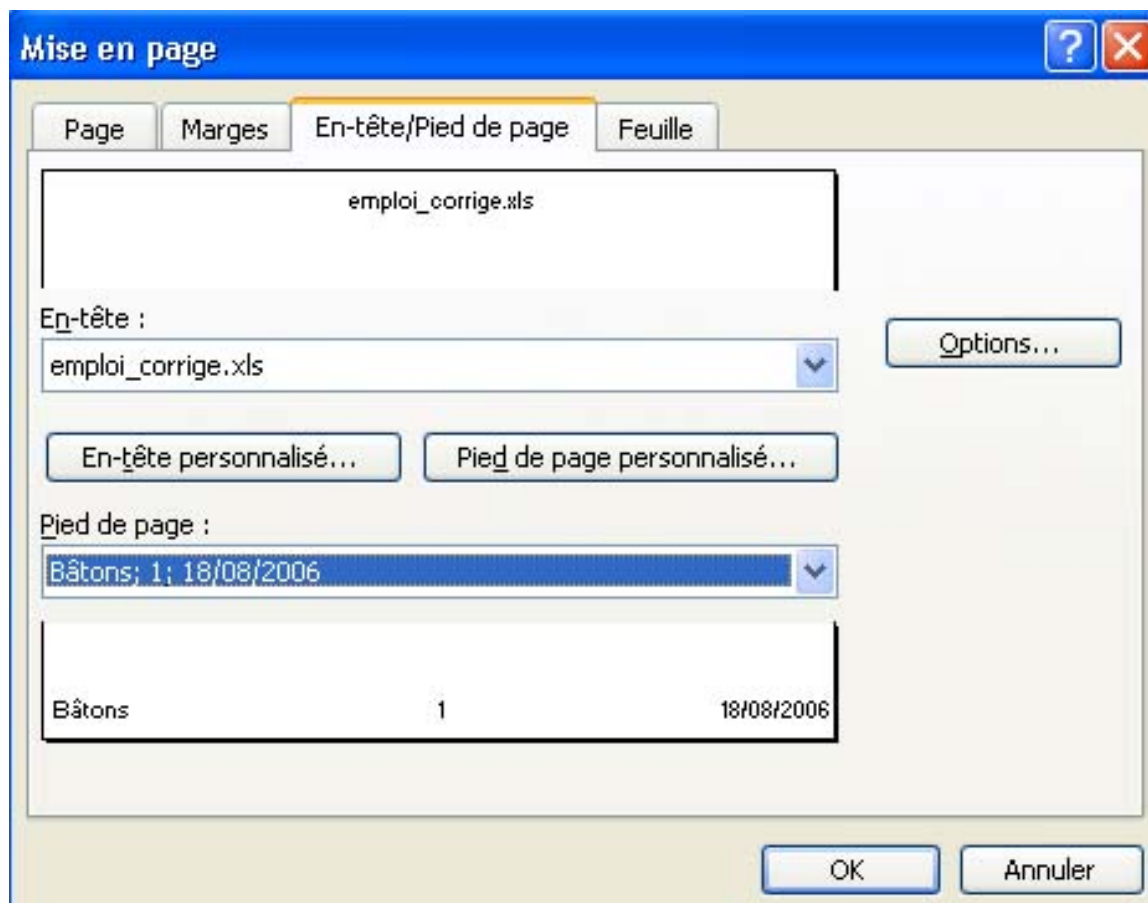 Mise en page
Page Marges En-tête/Pied de page Feuille
emploi_corrige.xls
En-tête :
emploi_corrige.xls
Options...
En-tête personnalisé... Pied de page personnalisé...
Pied de page :
Bâtons; 1; 18/08/2006
Bâtons 1 18/08/2006
OK Annuler